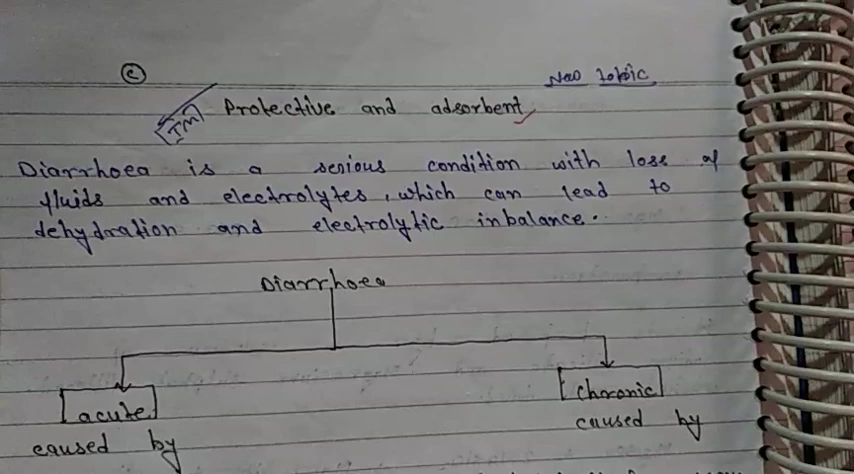 C
New topic
IM Protective and adsorbent
Diarrhoea is a serious condition with loss of
fluids and electrolytes, which can lead to
dehydration and electrolytic inbalance.
Diarrhoea
acute
chronic
caused by
caused by